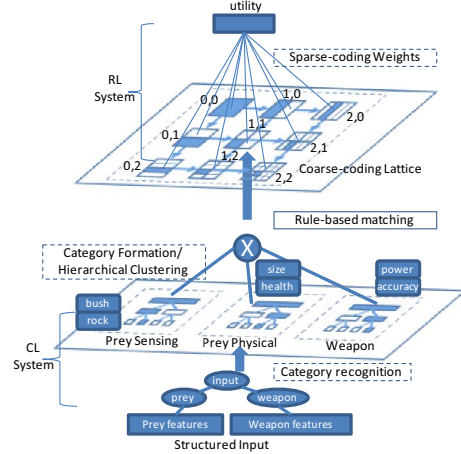 utility
Sparse-coding Weights
RL
System
0,0
1,0
2,0
0,1
1,1
2,1
0,2
1,2
2,2
Coarse-coding Lattice
Rule-based matching
Category Formation/
Hierarchical Clustering
X
size
health
power
accuracy
bush
rock
Prey Sensing
Prey Physical
Weapon
CL
System
Category recognition
input
prey
weapon
Prey features
Weapon features
Structured Input